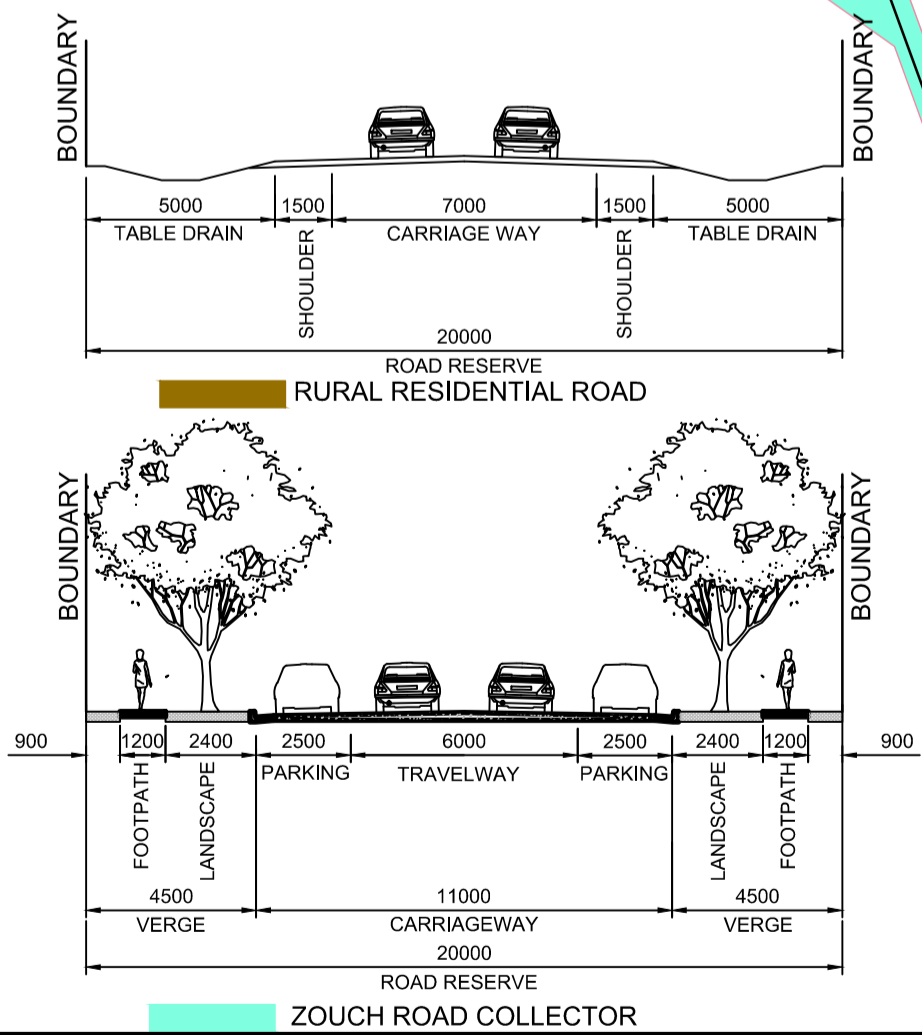 BOUNDARY
BOUNDARY
5000 1500 7000 1500 5000
TABLE DRAIN CARRIAGE WAY TABLE DRAIN
SHOULDER SHOULDER
20000
ROAD RESERVE
RURAL RESIDENTIAL ROAD
BOUNDARY
BOUNDARY
900 1200 2400 2500 6000 2500 2400 1200 900
PARKING TRAVELWAY PARKING
FOOTPATH LANDSCAPE LANDSCAPE FOOTPATH
4500 11000 4500
VERGE CARRIAGEWAY VERGE
20000
ROAD RESERVE
ZOUCH ROAD COLLECTOR